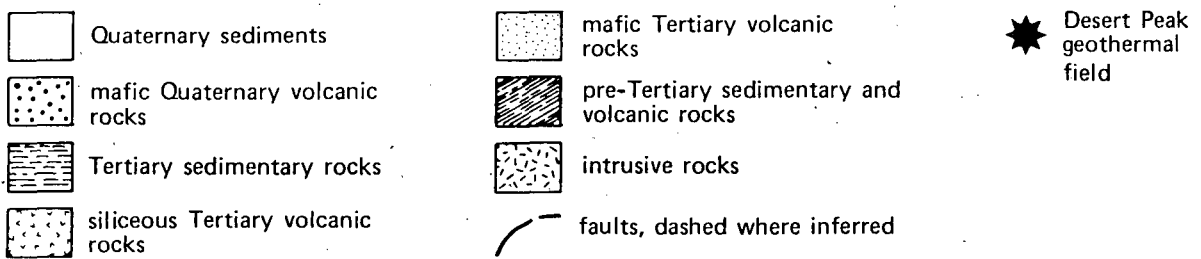 Quaternary sediments
mafic Quaternary volcanic
rocks
Tertiary sedimentary rocks
siliceous Tertiary volcanic
rocks
mafic Tertiary volcanic
rocks
pre-Tertiary sedimentary and
volcanic rocks
intrusive rocks
faults, dashed where inferred
Desert Peak
geothermal
field